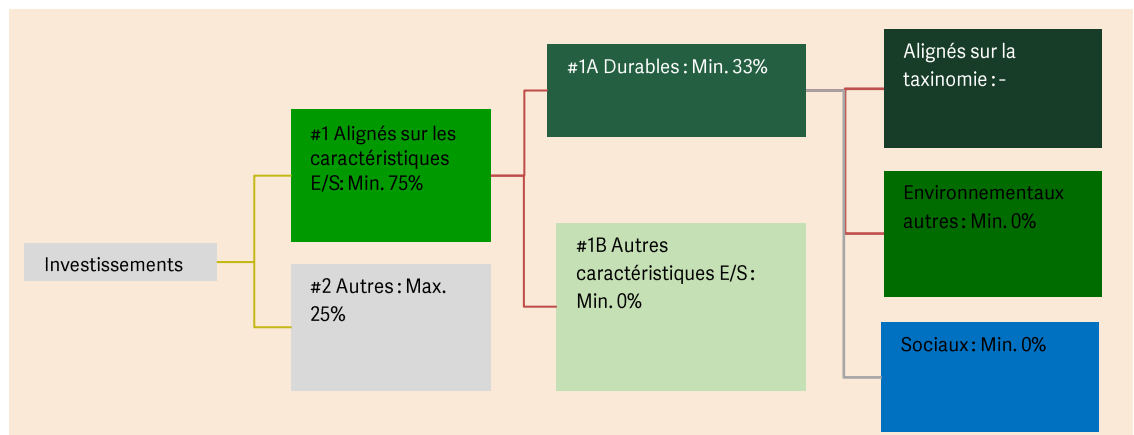 Investissements
#1 Alignés sur les
caractéristiques
E/S: Min. 75%
#2 Autres : Max.
25%
#1A Durables : Min. 33%
#1B Autres
caractéristiques E/S :
Min. 0%
Alignés sur la
taxinomie : -
Environnementaux
autres : Min. 0%
Sociaux : Min. 0%